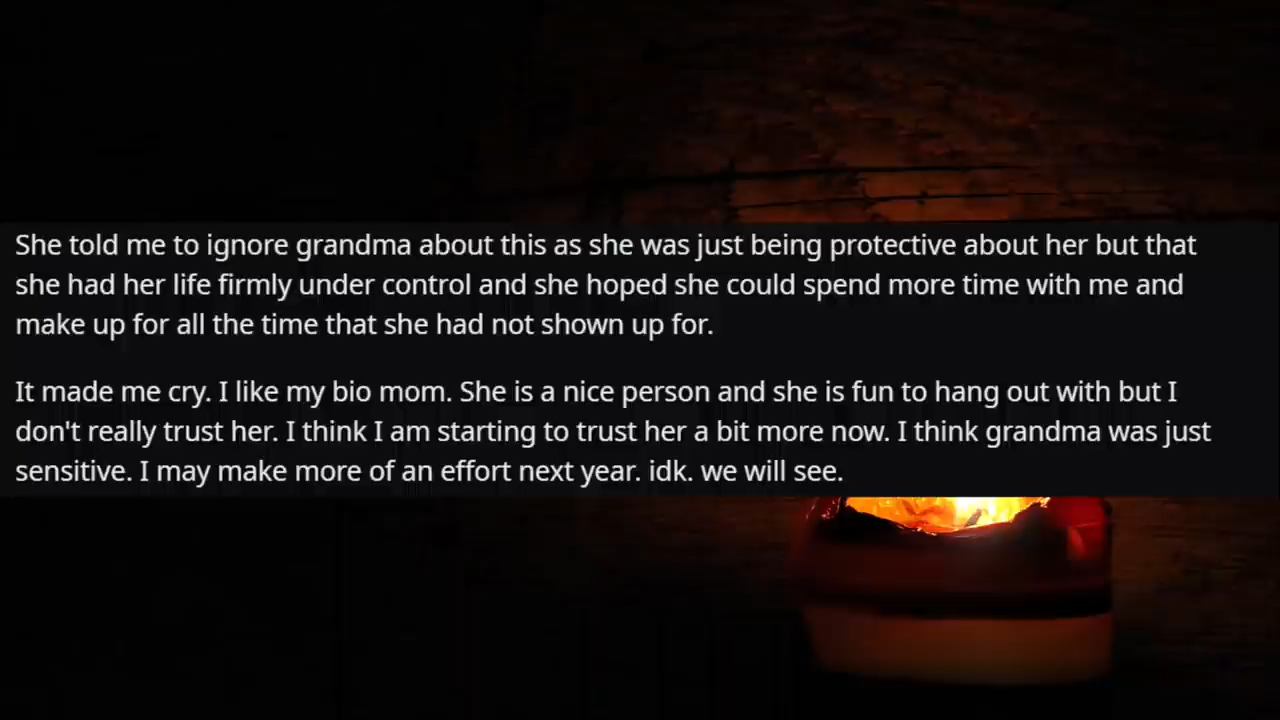 She told me to ignore grandma about this as she was just being protective about her but that
she had her life firmly under control and she hoped she could spend more time with me and
make up for all the time that she had not shown up for.
It made me cry. I like my bio mom. She is a nice person and she is fun to hang out with but I
don't really trust her. I think I am starting to trust her a bit more now. I think grandma was just
sensitive. I may make more of an effort next year. idk. we will see.